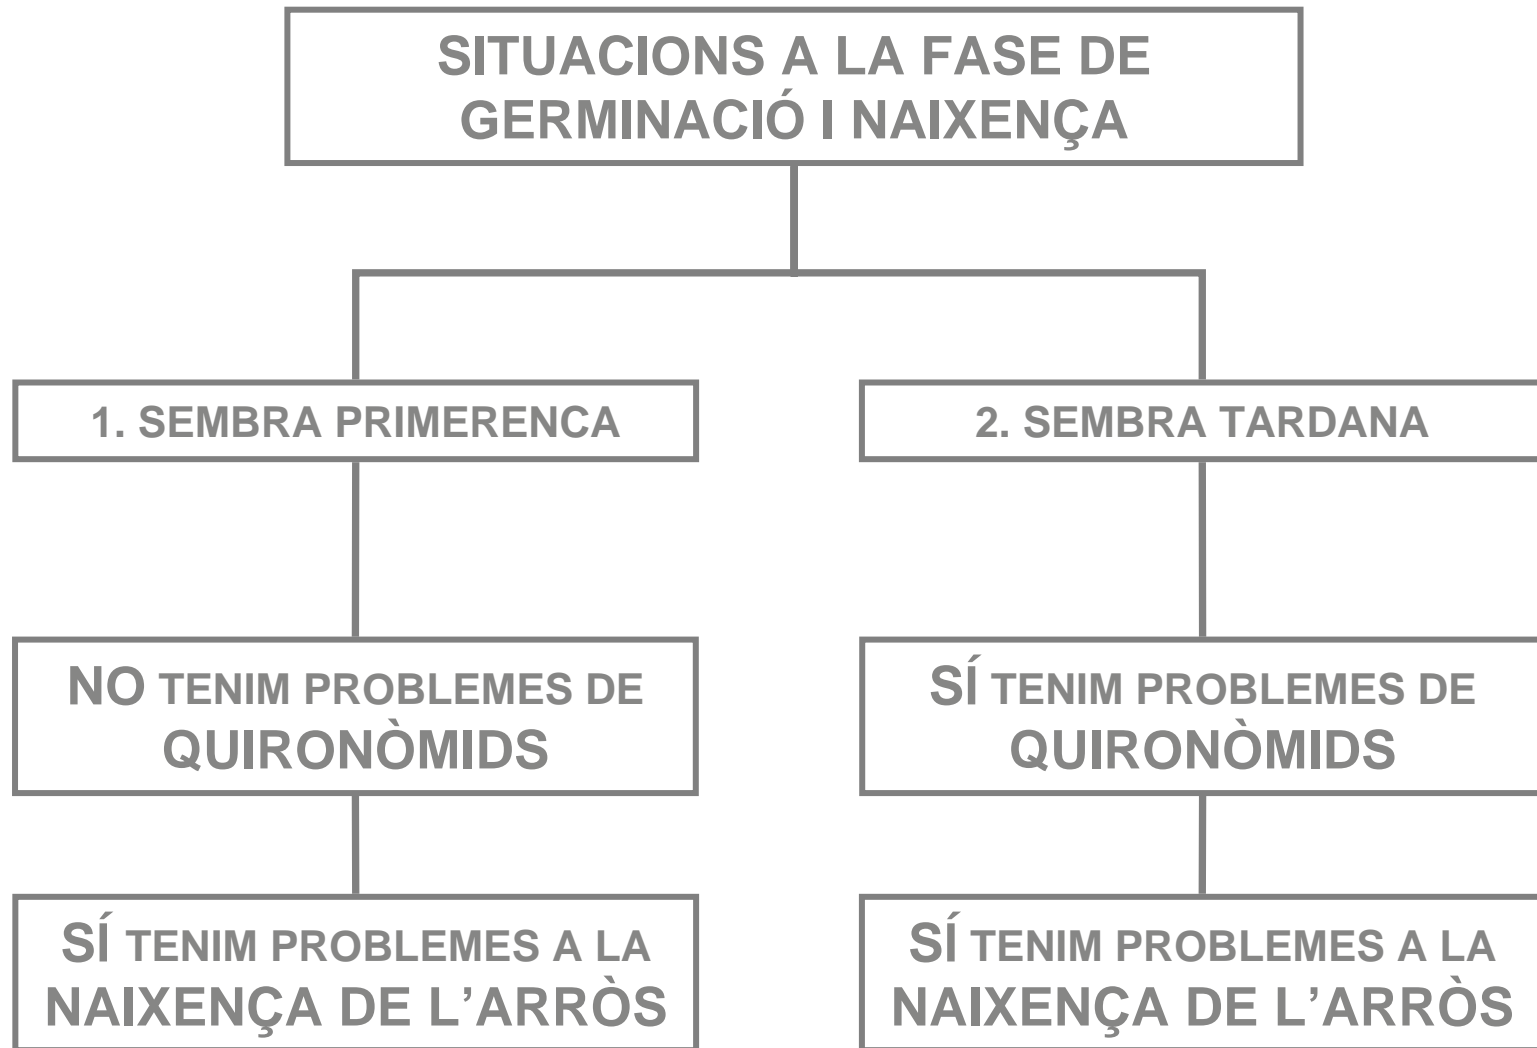 SITUACIONS A LA FASE DE
GERMINACIÓ I NAIXENÇA
1. SEMBRA PRIMERENCA
2. SEMBRA TARDANA
NO TENIM PROBLEMES DE
QUIRONÒMIDS
SÍ TENIM PROBLEMES DE
QUIRONÒMIDS
SÍ TENIM PROBLEMES A LA
NAIXENÇA DE L’ARRÒS
SÍ TENIM PROBLEMES A LA
NAIXENÇA DE L’ARRÒS